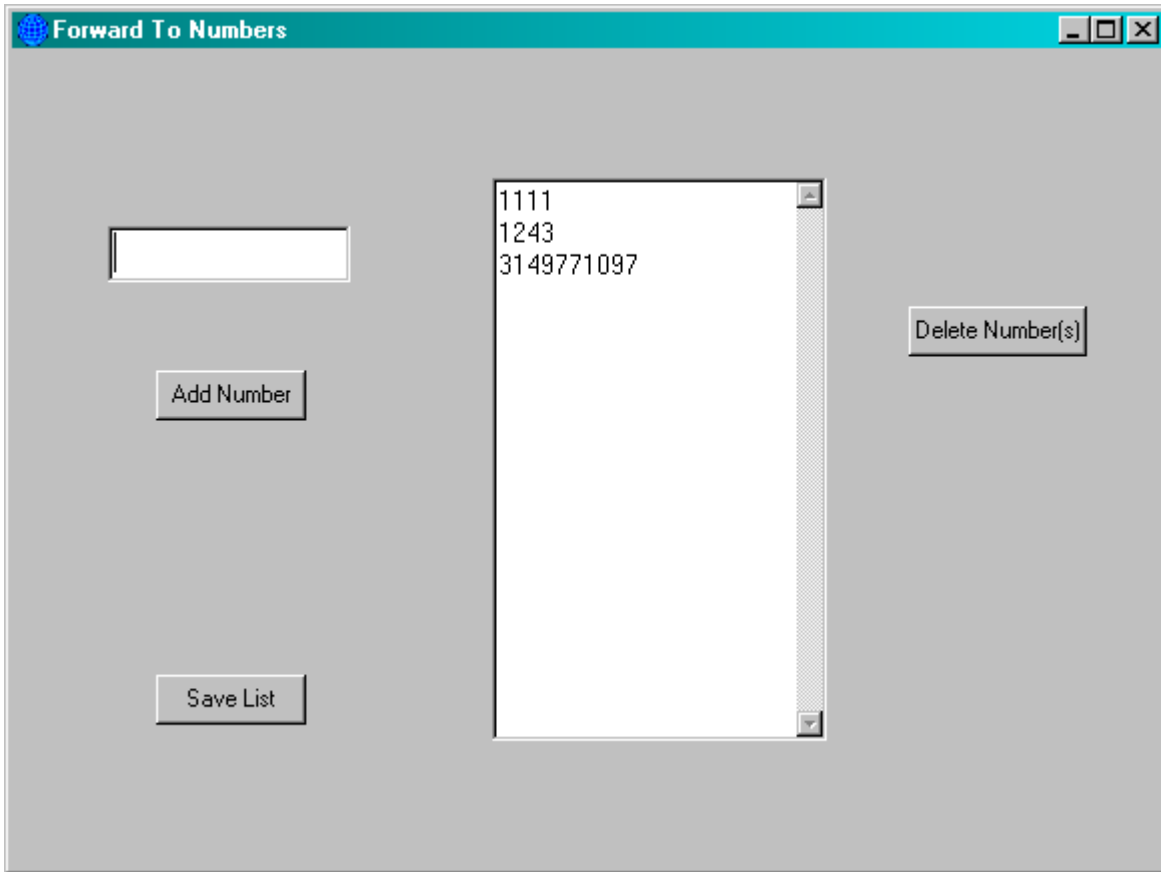 Forward To Numbers
1111
1243
3149771097
Delete Number(s)
Add Number
Save List